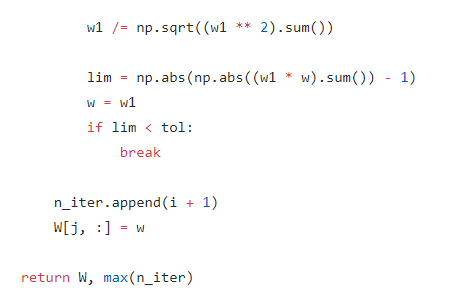 w1 /= np.sqrt((w1 ** 2).sum())
lim = np.abs(np.abs((w1 * w).sum()) - 1)
w = w1
if lim < tol:
break
n_iter.append(i + 1)
W[j, :] = w
return W, max(n_iter)